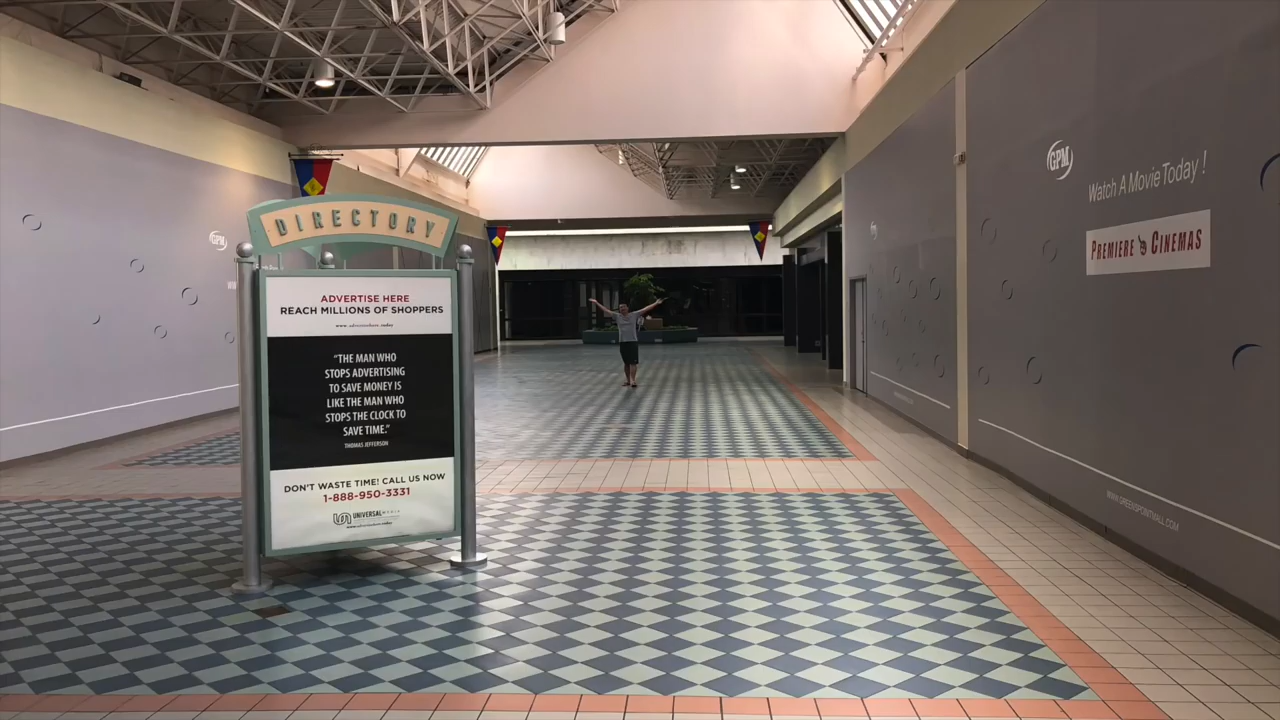 DIRECTORY
ADVERTISE HERE
REACH MILLIONS OF SHOPPERS
"THE MAN WHO
STOPS ADVERTISING
TO SAVE MONEY IS
LIKE THE MAN WHO
STOPS THE CLOCK TO
SAVE TIME."
THOMAS JEFFERSON
DON'T WASTE TIME! CALL US NOW
1-888-950-3331
UNIVERSAL MEDIA
GPM
GPM
Watch A Movie Today !
PREMIERE CINEMAS
WWW.GREENSPOINTMALL.COM
GPM